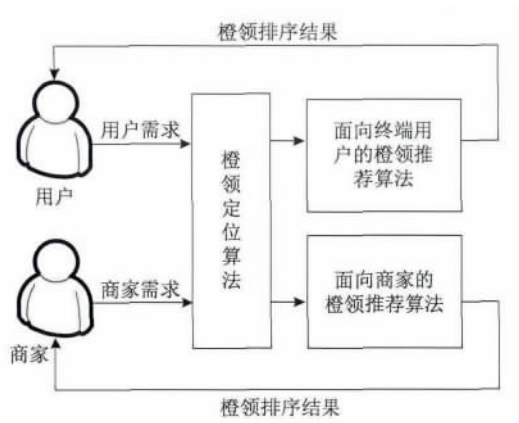 橙领排序结果
用户需求
用户
橙
领
定
位
算
法
面向终端用
户的橙领推
荐算法
商家需求
商家
面向商家的
橙领推荐算法
橙领排序结果